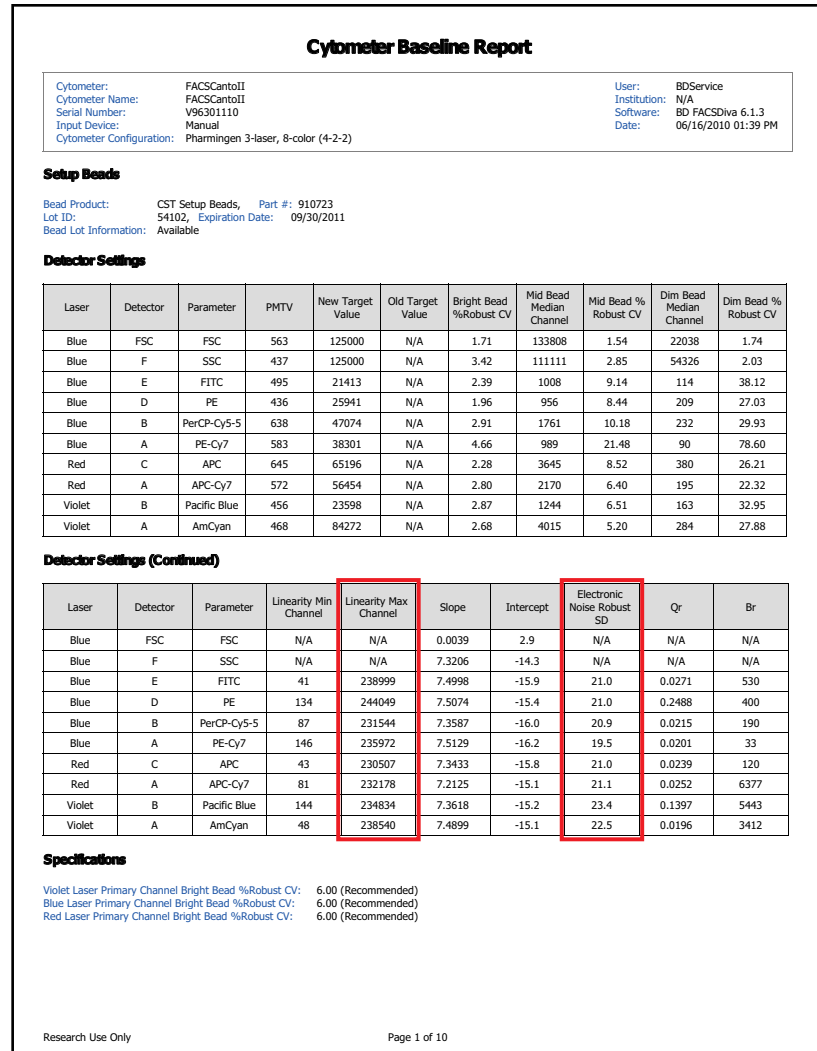 Cytometer Baseline Report
Cytometer: FACSCantoII User: BDService
Cytometer Name: FACSCantoII Institution: N/A
Serial Number: V96301110 Software: BD FACSDiva 6.1.3
Input Device: Manual Date: 06/16/2010 01:39 PM
Cytometer Configuration: Pharmingen 3-laser, 8-color (4-2-2)
Setup Beads
Bead Product: CST Setup Beads, Part #: 910723
Lot ID: 54102, Expiration Date: 09/30/2011
Bead Lot Information: Available
Detector Settings
Laser Detector Parameter PMTV New Target Value Old Target Value Bright Bead %Robust CV Mid Bead Median Channel Mid Bead % Robust CV Dim Bead Median Channel Dim Bead % Robust CV
Blue FSC FSC 563 125000 N/A 1.71 133808 1.54 22038 1.74
Blue F SSC 437 125000 N/A 3.42 111111 2.85 54326 2.03
Blue E FITC 495 21413 N/A 2.39 1008 9.14 114 38.12
Blue D PE 436 25941 N/A 1.96 956 8.44 209 27.03
Blue B PerCP-Cy5-5 638 47074 N/A 2.91 1761 10.18 232 29.93
Blue A PE-Cy7 583 38301 N/A 4.66 989 21.48 90 78.60
Red C APC 645 65196 N/A 2.28 3645 8.52 380 26.21
Red A APC-Cy7 572 56454 N/A 2.80 2170 6.40 195 22.32
Violet B Pacific Blue 456 23598 N/A 2.87 1244 6.51 163 32.95
Violet A AmCyan 468 84272 N/A 2.68 4015 5.20 284 27.88
Detector Settings (Continued)
Laser Detector Parameter Linearity Min Channel Linearity Max Channel Slope Intercept Electronic Noise Robust SD Qr Br
Blue FSC FSC N/A N/A 0.0039 2.9 N/A N/A N/A
Blue F SSC N/A N/A 7.3206 -14.3 N/A N/A N/A
Blue E FITC 41 238999 7.4998 -15.9 21.0 0.0271 530
Blue D PE 134 244049 7.5074 -15.4 21.0 0.2488 400
Blue B PerCP-Cy5-5 87 231544 7.3587 -16.0 20.9 0.0215 190
Blue A PE-Cy7 146 235972 7.5129 -16.2 19.5 0.0201 33
Red C APC 43 230507 7.3433 -15.8 21.0 0.0239 120
Red A APC-Cy7 81 232178 7.2125 -15.1 21.1 0.0252 6377
Violet B Pacific Blue 144 234834 7.3618 -15.2 23.4 0.1397 5443
Violet A AmCyan 48 238540 7.4899 -15.1 22.5 0.0196 3412
Specifications
Violet Laser Primary Channel Bright Bead %Robust CV: 6.00 (Recommended)
Blue Laser Primary Channel Bright Bead %Robust CV: 6.00 (Recommended)
Red Laser Primary Channel Bright Bead %Robust CV: 6.00 (Recommended)
Research Use Only Page 1 of 10